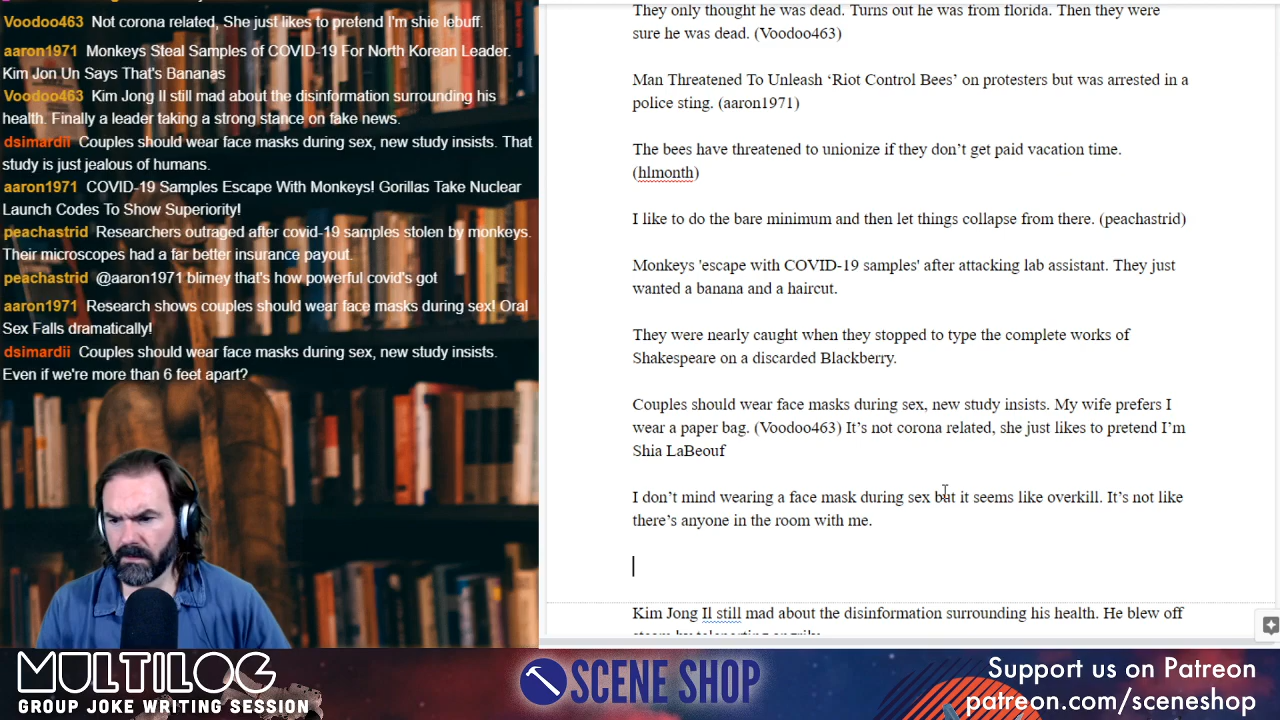 Voodoo463 Not corona related, She just likes to pretend I'm shie lebuff.
aaron1971 Monkeys Steal Samples of COVID-19 For North Korean Leader.
Kim Jon Un Says That's Bananas
Voodoo463 Kim Jong Il still mad about the disinformation surrounding his
health. Finally a leader taking a strong stance on fake news.
dsimardii Couples should wear face masks during sex, new study insists. That
study is just jealous of humans.
aaron1971 COVID-19 Samples Escape With Monkeys! Gorillas Take Nuclear
Launch Codes To Show Superiority!
peachastrid Researchers outraged after covid-19 samples stolen by monkeys.
Their microscopes had a far better insurance payout.
peachastrid @aaron1971 blimey that's how powerful covid's got
aaron1971 Research shows couples should wear face masks during sex! Oral
Sex Falls dramatically!
dsimardii Couples should wear face masks during sex, new study insists.
Even if we're more than 6 feet apart?
They only thought he was dead. Turns out he was from florida. Then they were
sure he was dead. (Voodoo463)
Man Threatened To Unleash ‘Riot Control Bees’ on protesters but was arrested in a
police sting. (aaron1971)
The bees have threatened to unionize if they don’t get paid vacation time.
(hlmonth)
I like to do the bare minimum and then let things collapse from there. (peachastrid)
Monkeys 'escape with COVID-19 samples' after attacking lab assistant. They just
wanted a banana and a haircut.
They were nearly caught when they stopped to type the complete works of
Shakespeare on a discarded Blackberry.
Couples should wear face masks during sex, new study insists. My wife prefers I
wear a paper bag. (Voodoo463) It’s not corona related, she just likes to pretend I’m
Shia LaBeouf
I don’t mind wearing a face mask during sex but it seems like overkill. It’s not like
there’s anyone in the room with me.
Kim Jong Il still mad about the disinformation surrounding his health. He blew off
steam by teleporting angrily.
MULTILOG
GROUP JOKE WRITING SESSION
SCENE SHOP
Support us on Patreon
patreon.com/sceneshop